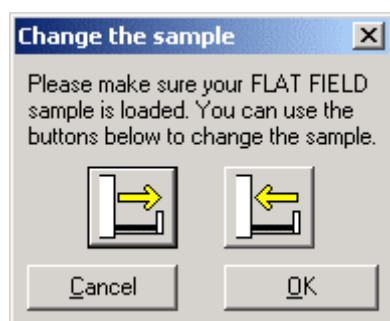 Change the sample
Please make sure your FLAT FIELD
sample is loaded. You can use the
buttons below to change the sample.
Cancel
OK